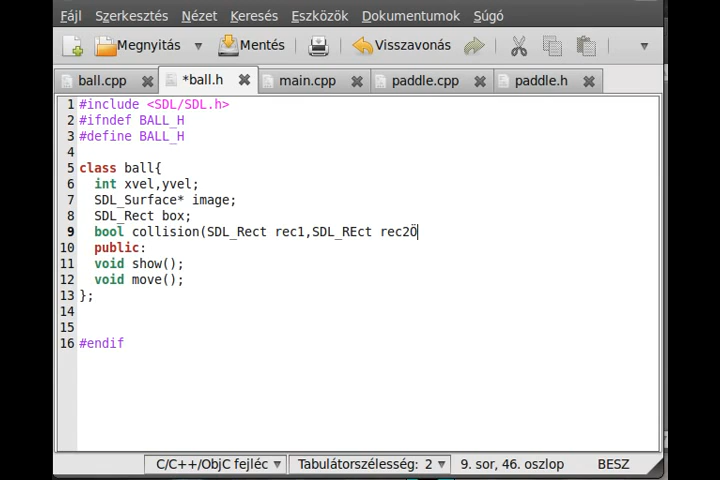 Fájl Szerkesztés Nézet Keresés Eszközök Dokumentumok Súgó
Megnyitás Mentés Visszavonás
ball.cpp *ball.h main.cpp paddle.cpp paddle.h
1 #include <SDL/SDL.h>
2 #ifndef BALL_H
3 #define BALL_H
4
5 class ball{
6 int xvel,yvel;
7 SDL_Surface* image;
8 SDL_Rect box;
9 bool collision(SDL_Rect rec1,SDL_REct rec2Ö
10 public:
11 void show();
12 void move();
13 };
14
15
16 #endif
C/C++/ObjC fejléc Tabulátorszélesség: 2 9. sor, 46. oszlop BESZ